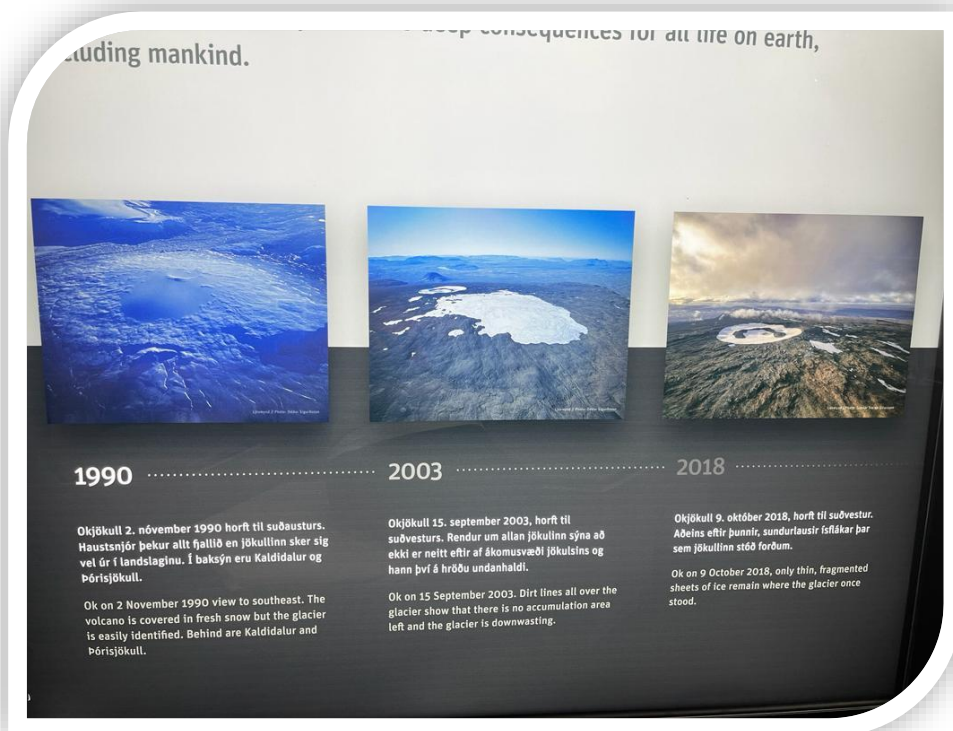 deep consequences for all life on earth,
cluding mankind.
1990
Okjökull 2. nóvember 1990 horft til suðausturs.
Haustsnjór þekur allt fjallið en jökullinn sker sig
vel úr í landslaginu. Í baksýn eru Kaldidalur og
Þórisjökull.
Ok on 2 November 1990 view to southeast. The
volcano is covered in fresh snow but the glacier
is easily identified. Behind are Kaldidalur and
Þórisjökull.
2003
Okjökull 15. september 2003, horft til
suðvesturs. Rendur um allan jökulinn sýna að
ekki er neitt eftir af ákomusvæði jökulsins og
hann því á hröðu undanhaldi.
Ok on 15 September 2003. Dirt lines all over the
glacier show that there is no accumulation area
left and the glacier is downwasting.
2018
Okjökull 9. október 2018, horft til suðvestur.
Aðeins eftir þunnir, sundurlausir ísflákar þar
sem jökullinn stóð forðum.
Ok on 9 October 2018, only thin, fragmented
sheets of ice remain where the glacier once
stood.